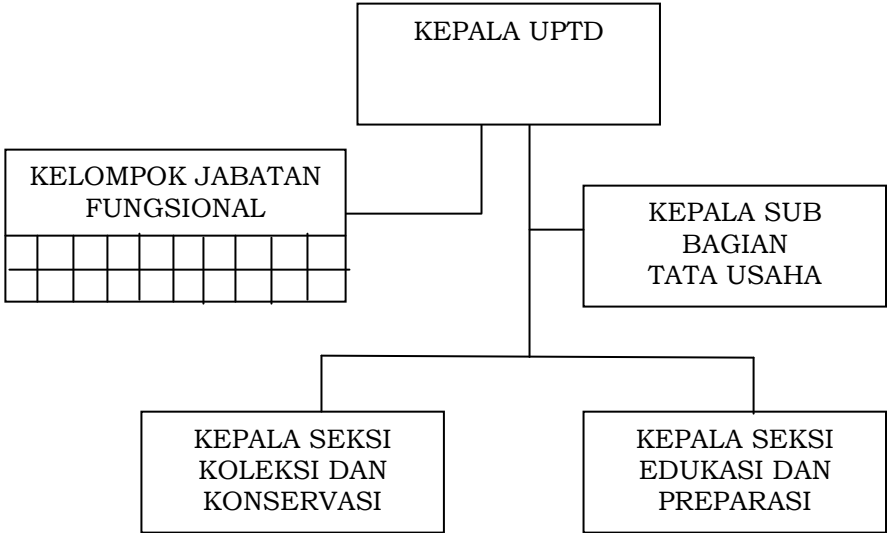 KEPALA UPTD
KELOMPOK JABATAN
FUNGSIONAL
KEPALA SUB
BAGIAN
TATA USAHA
KEPALA SEKSI
KOLEKSI DAN
KONSERVASI
KEPALA SEKSI
EDUKASI DAN
PREPARASI